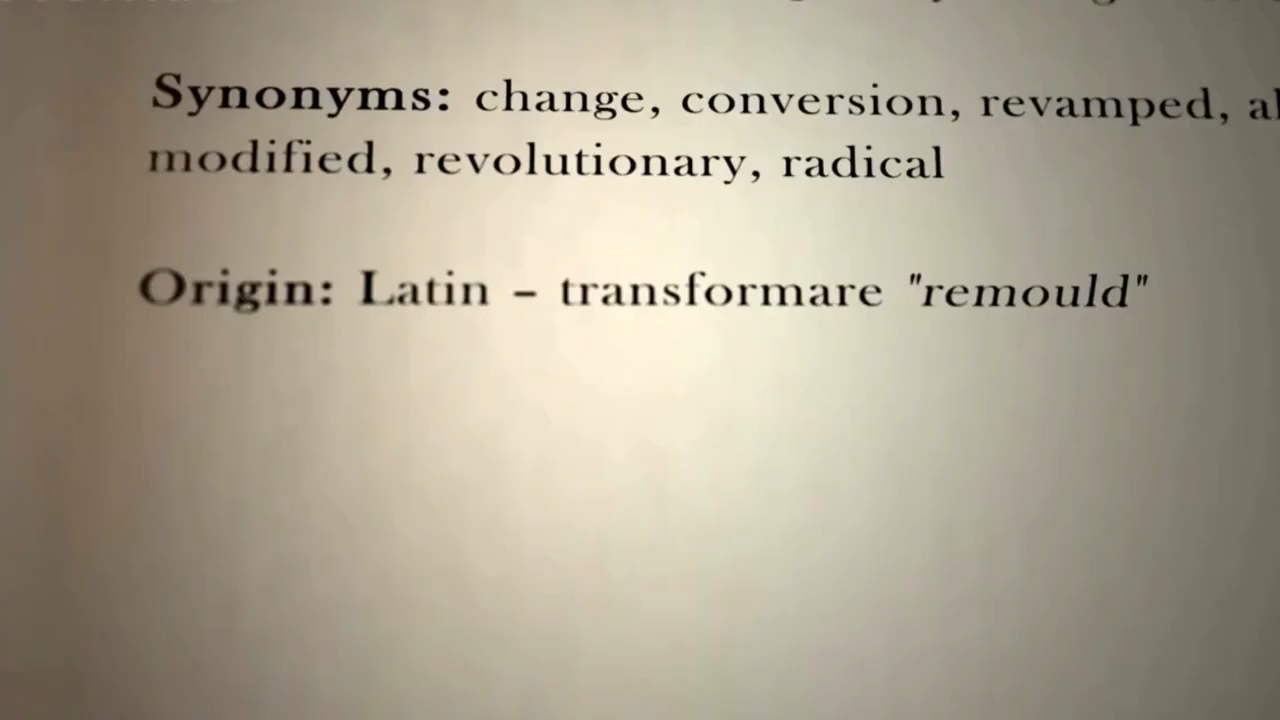 Synonyms: change, conversion, revamped,
modified, revolutionary, radical
Origin: Latin – transformare "remould"